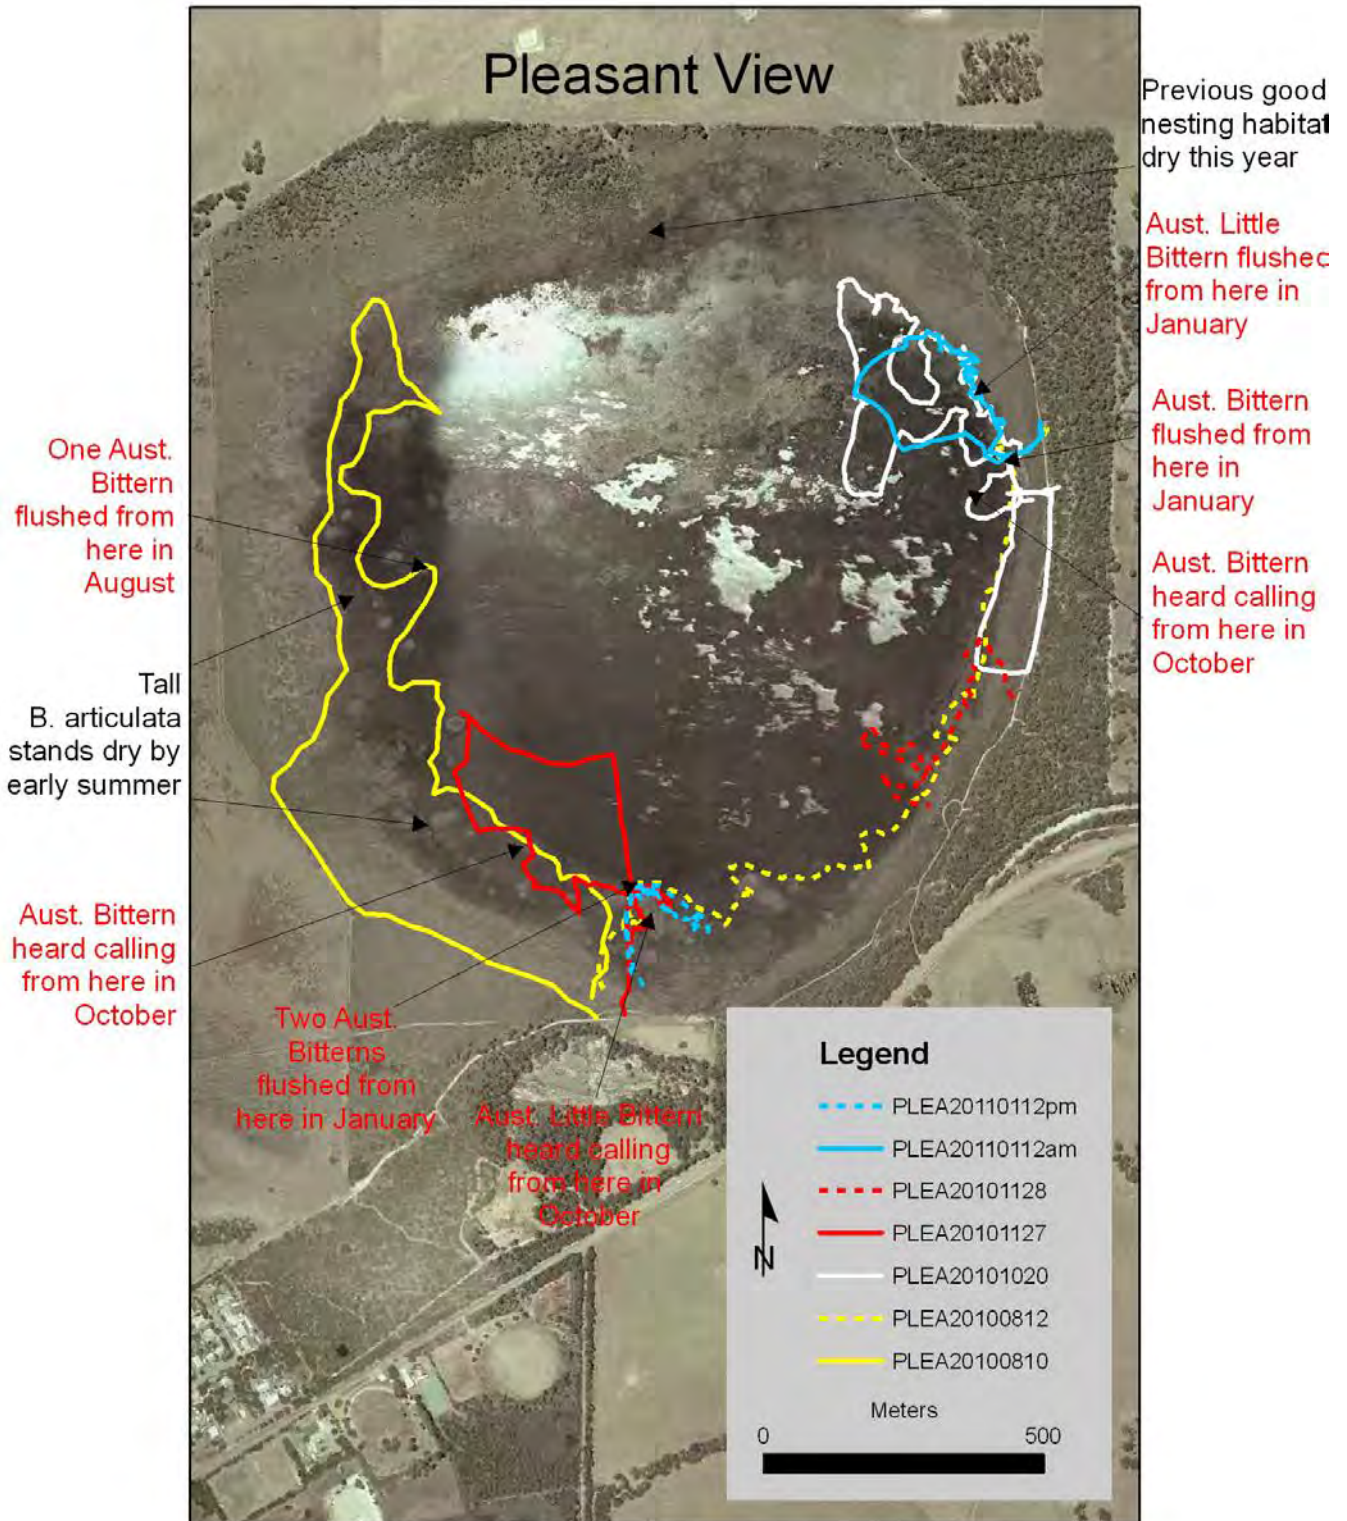 Pleasant View
Previous good
nesting habitat
dry this year
Aust. Little
Bittern flushed
from here in
January
Aust. Bittern
flushed from
here in
January
Aust. Bittern
heard calling
from here in
October
One Aust.
Bittern
flushed from
here in
August
Tall
B. articulata
stands dry by
early summer
Aust. Bittern
heard calling
from here in
October
Two Aust.
Bitterns
flushed from
here in January
Aust. Little Bittern
heard calling
from here in
October
Legend
PLEA20110112pm
PLEA20110112am
PLEA20101128
PLEA20101127
PLEA20101020
PLEA20100812
PLEA20100810
N
Meters
0 500